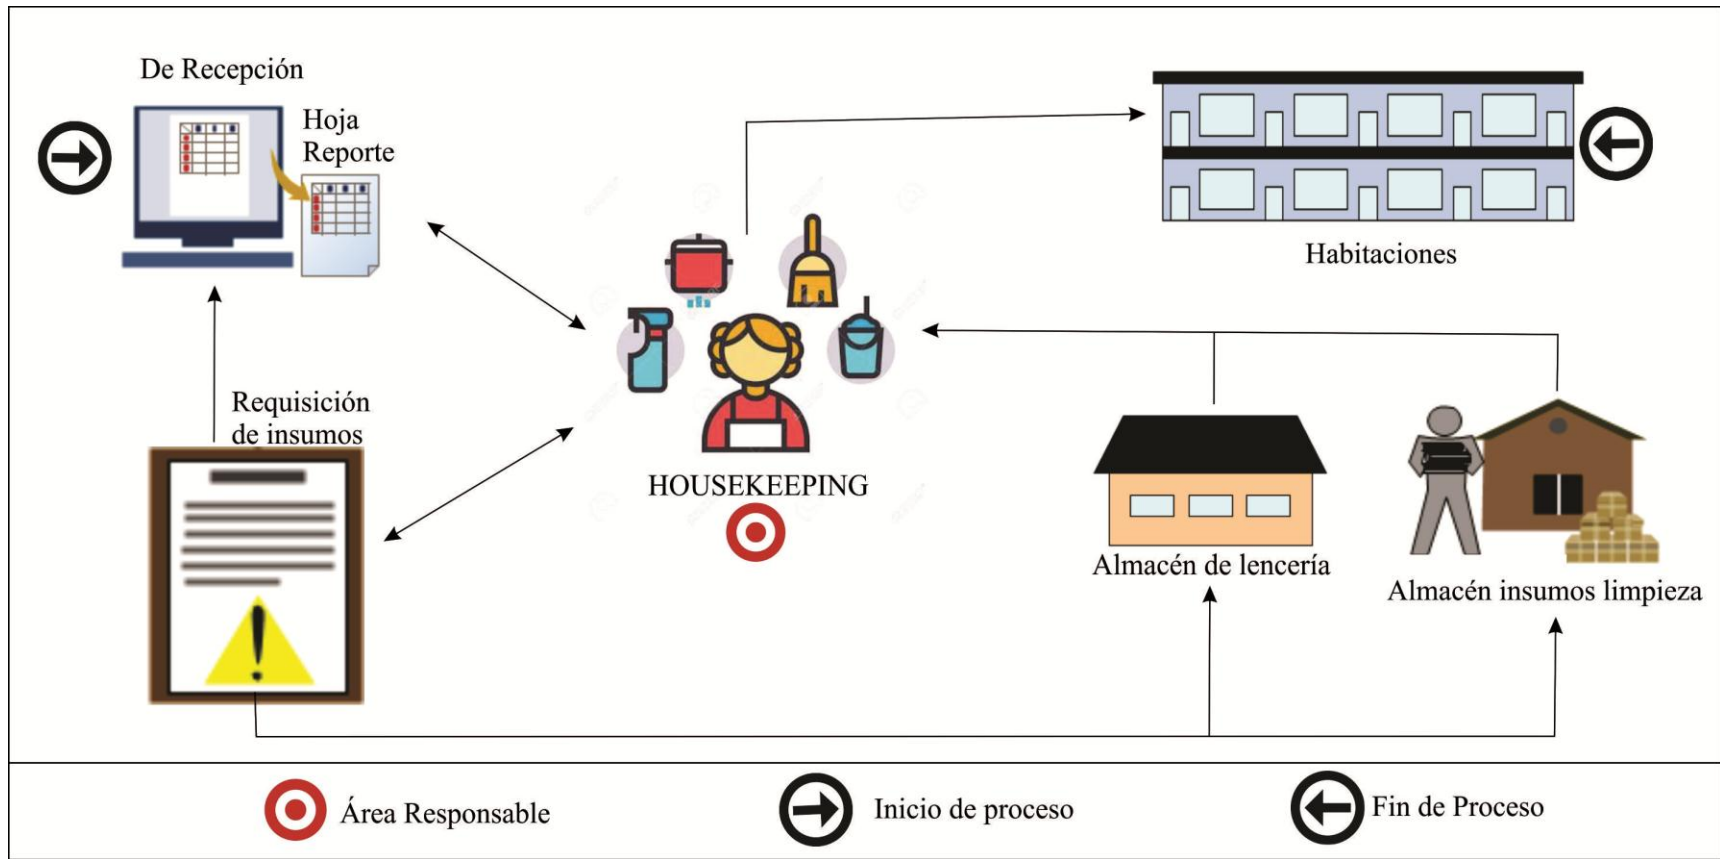 De Recepción
Hoja
Reporte
Habitaciones
Requisición
de insumos
HOUSEKEEPING
Almacén de lencería
Almacén insumos limpieza
Área Responsable
Inicio de proceso
Fin de Proceso